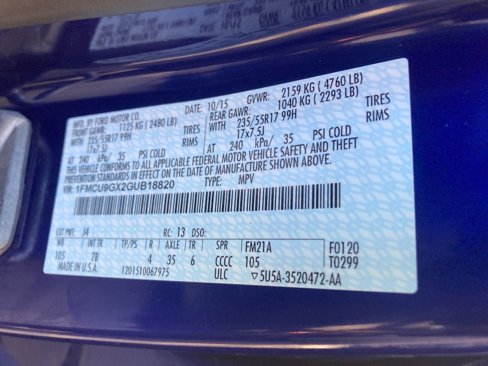 MFD. BY FORD MOTOR CO. DATE: 10/15 GVWR: 2159 KG ( 4760 LB)
FRONT GAWR: 1125 KG ( 2480 LB) REAR GAWR: 1040 KG ( 2293 LB)
235/55R17 99H TIRES WITH 235/55R17 99H TIRES
17x7.5J RIMS 17x7.5J RIMS
AT 240 kPa/ 35 PSI COLD AT 240 kPa/ 35 PSI COLD
THIS VEHICLE CONFORMS TO ALL APPLICABLE FEDERAL MOTOR VEHICLE SAFETY AND THEFT
PREVENTION STANDARDS IN EFFECT ON THE DATE OF MANUFACTURE SHOWN ABOVE.
VIN: 1FMCU9GX2GUB18820 TYPE: MPV
EXT PNT: J4 RC: 13 DSO:
WB INT TR TP/PS R AXLE TR SPR FM21A F0120
105 7B 4 35 6 CCCC 105 T0299
MADE IN U.S.A. 1201510067975 ULC ▽5U5A-3520472-AA